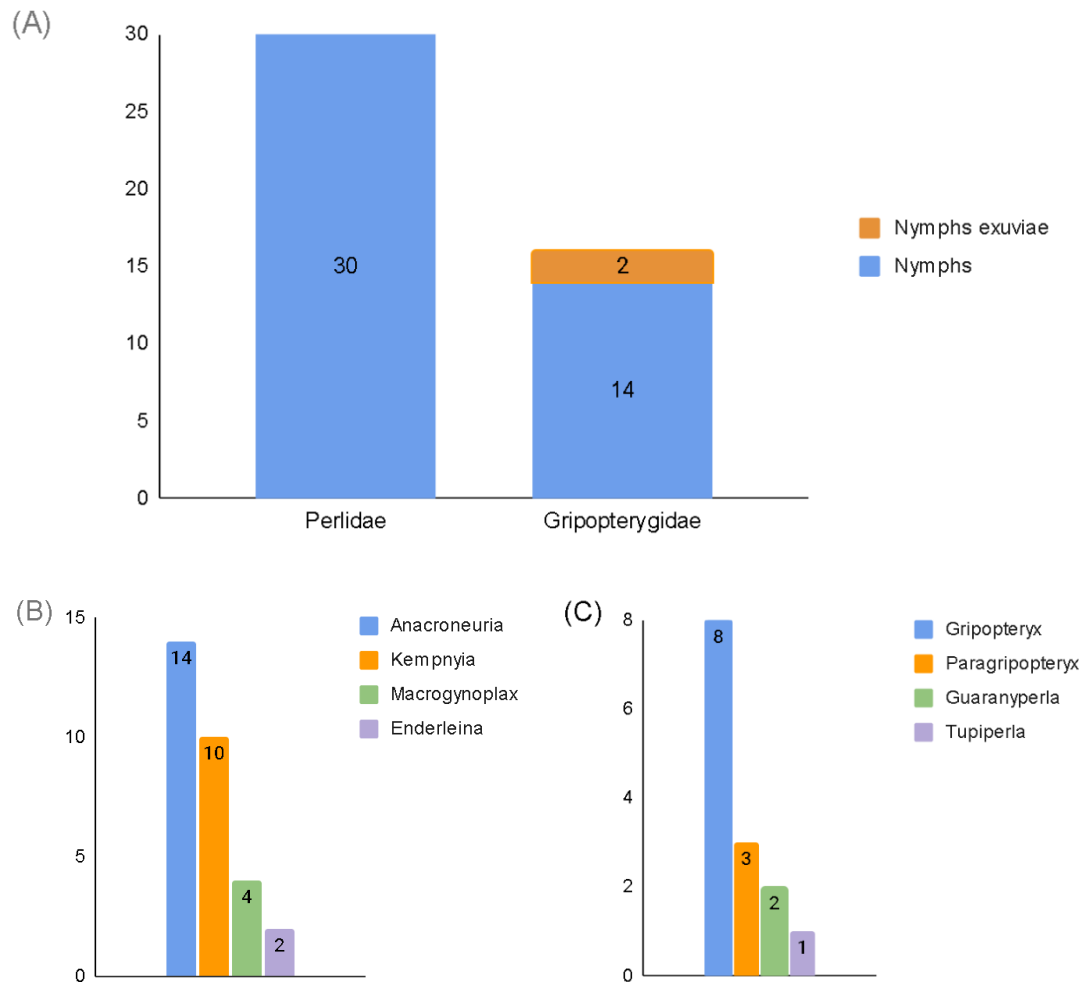 (A)
30
25
20
15
10
5
0
30
2
14
Perlidae
Gripopterygidae
Nymphs exuviae
Nymphs
(B)
15
10
5
0
14
10
4
2
Anacroneuria
Kempnyia
Macrogynoplax
Enderleina
(C)
8
6
4
2
0
8
3
2
1
Gripopteryx
Paragripopteryx
Guaranyperla
Tupiperla